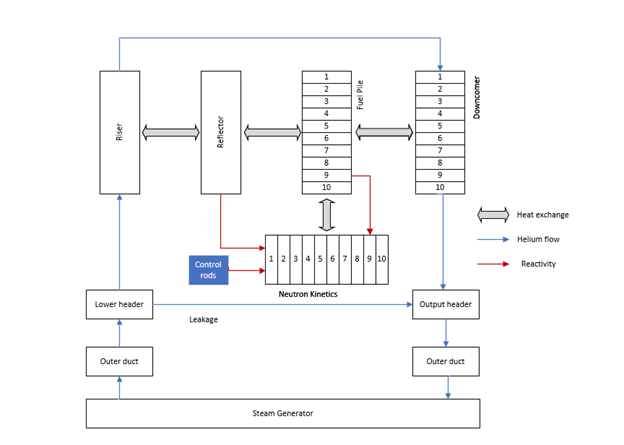 Riser
Reflector
1
2
3
4
5
6
7
8
9
10
Fuel Pile
1
2
3
4
5
6
7
8
9
10
Downcomer
Heat exchange
Helium flow
Reactivity
Control
rods
1 2 3 4 5 6 7 8 9 10
Neutron Kinetics
Lower header
Leakage
Output header
Outer duct
Outer duct
Steam Generator